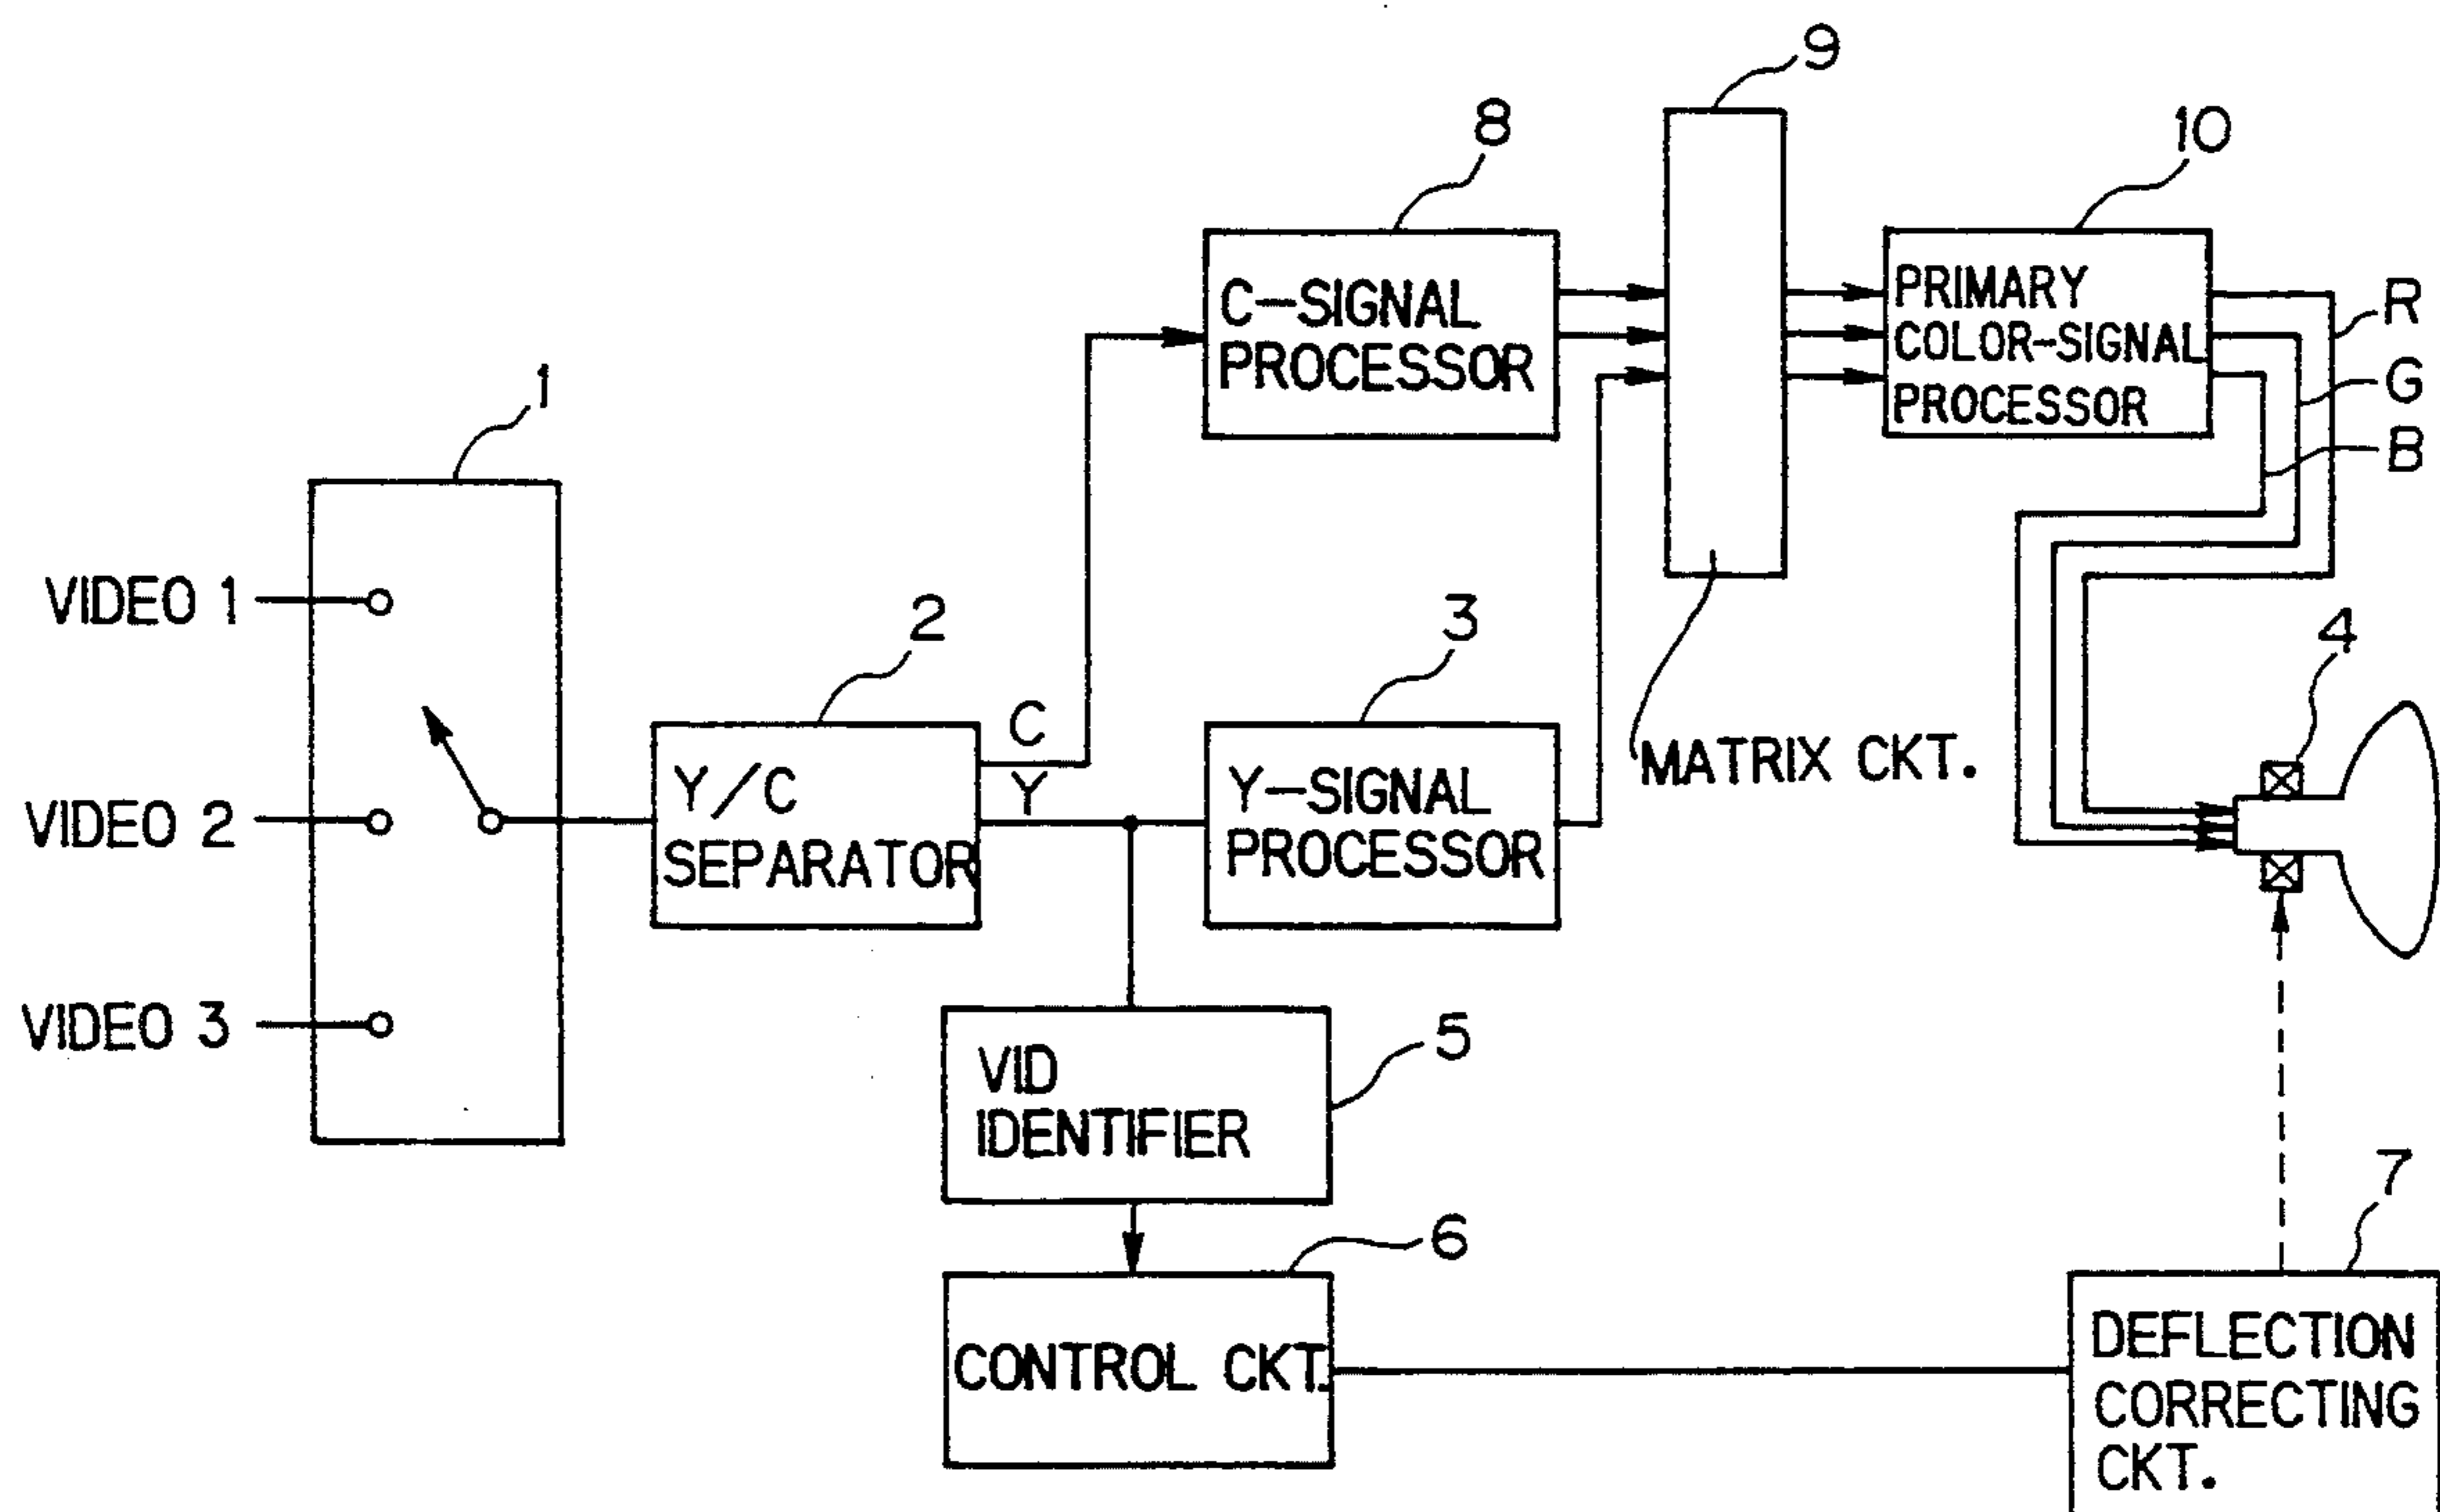 9
8
10
C-SIGNAL
PROCESSOR
PRIMARY
COLOR-SIGNAL
PROCESSOR
R
G
B
1
VIDEO 1
VIDEO 2
VIDEO 3
2
Y/C
SEPARATOR
C
Y
3
Y-SIGNAL
PROCESSOR
MATRIX CKT.
4
VID
IDENTIFIER
5
6
CONTROL CKT.
7
DEFLECTION
CORRECTING
CKT.